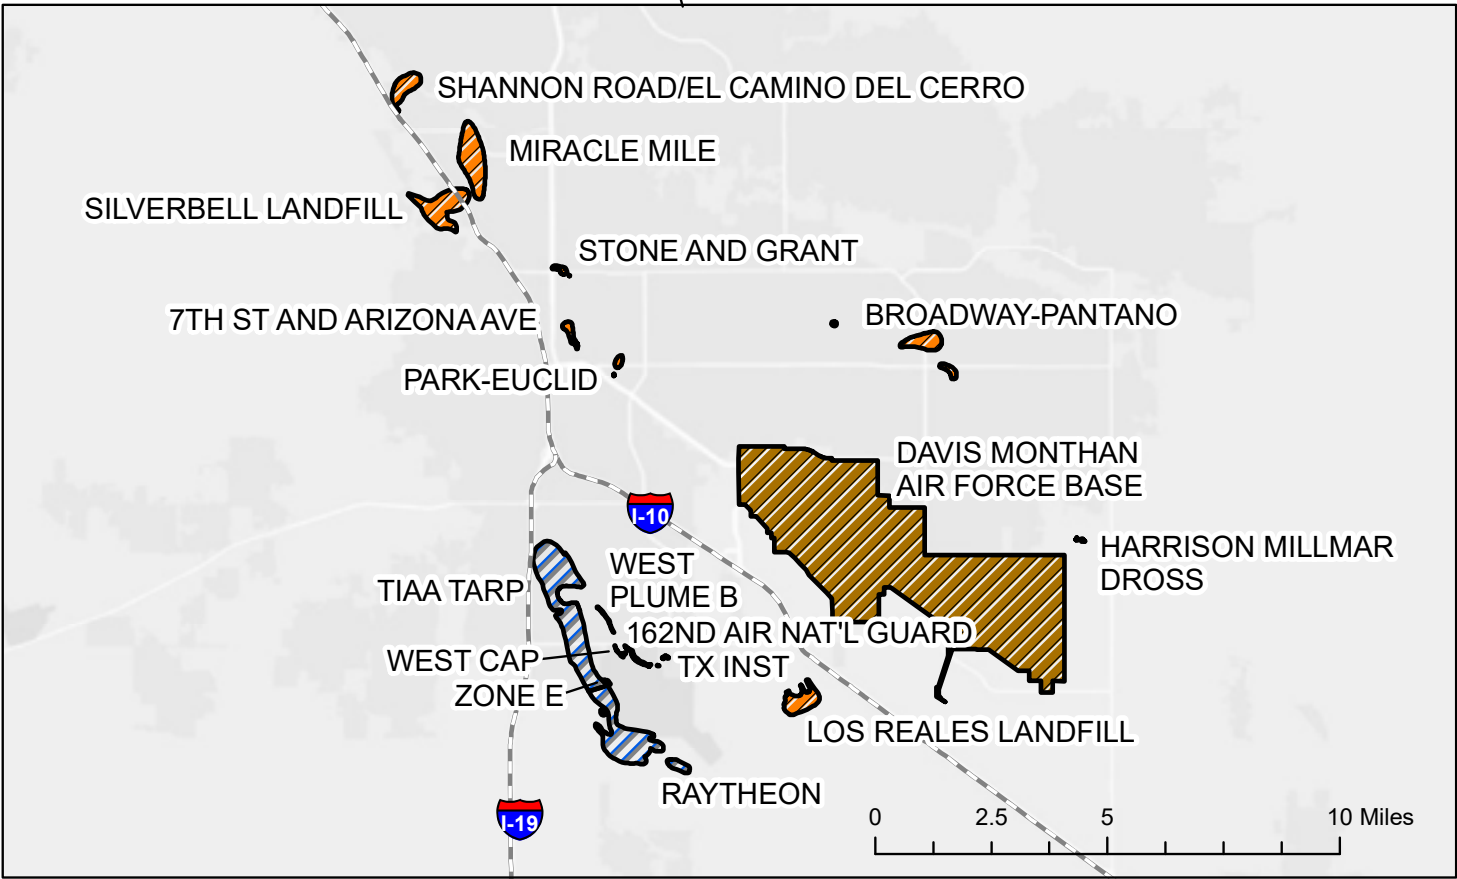 SHANNON ROAD/EL CAMINO DEL CERRO
MIRACLE MILE
SILVERBELL LANDFILL
STONE AND GRANT
7TH ST AND ARIZONA AVE
BROADWAY-PANTANO
PARK-EUCLID
DAVIS MONTHAN
AIR FORCE BASE
I-10
HARRISON MILLMAR
DROSS
WEST
PLUME B
TIAA TARP
162ND AIR NAT'L GUARD
WEST CAP
TX INST
ZONE E
LOS REALES LANDFILL
RAYTHEON
I-19
0 2.5 5 10 Miles